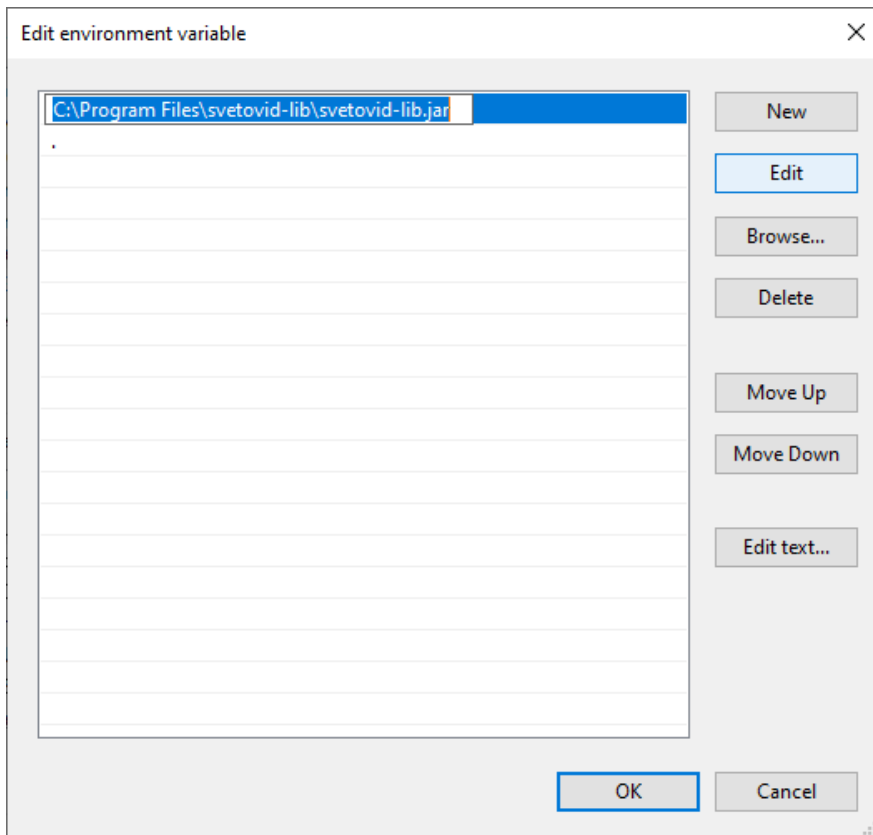 Edit environment variable
C:\Program Files\svetovid-lib\svetovid-lib.jar
.
New
Edit
Browse...
Delete
Move Up
Move Down
Edit text...
OK
Cancel